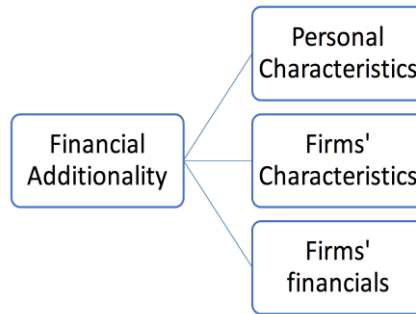 Financial
Additionality
Personal
Characteristics
Firms'
Characteristics
Firms'
financials